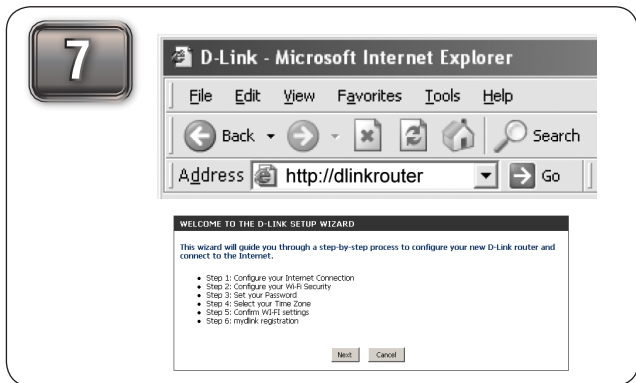 7
D-Link - Microsoft Internet Explorer
File Edit View Favorites Tools Help
Back Search
Address http://dlinkrouter Go
WELCOME TO THE D-LINK SETUP WIZARD
This wizard will guide you through a step-by-step process to configure your new D-Link router and
connect to the Internet.
• Step 1: Configure your Internet Connection
• Step 2: Configure your Wi-Fi Security
• Step 3: Set your Password
• Step 4: Select your Time Zone
• Step 5: Confirm WI-FI settings
• Step 6: mydlink registration
Next Cancel